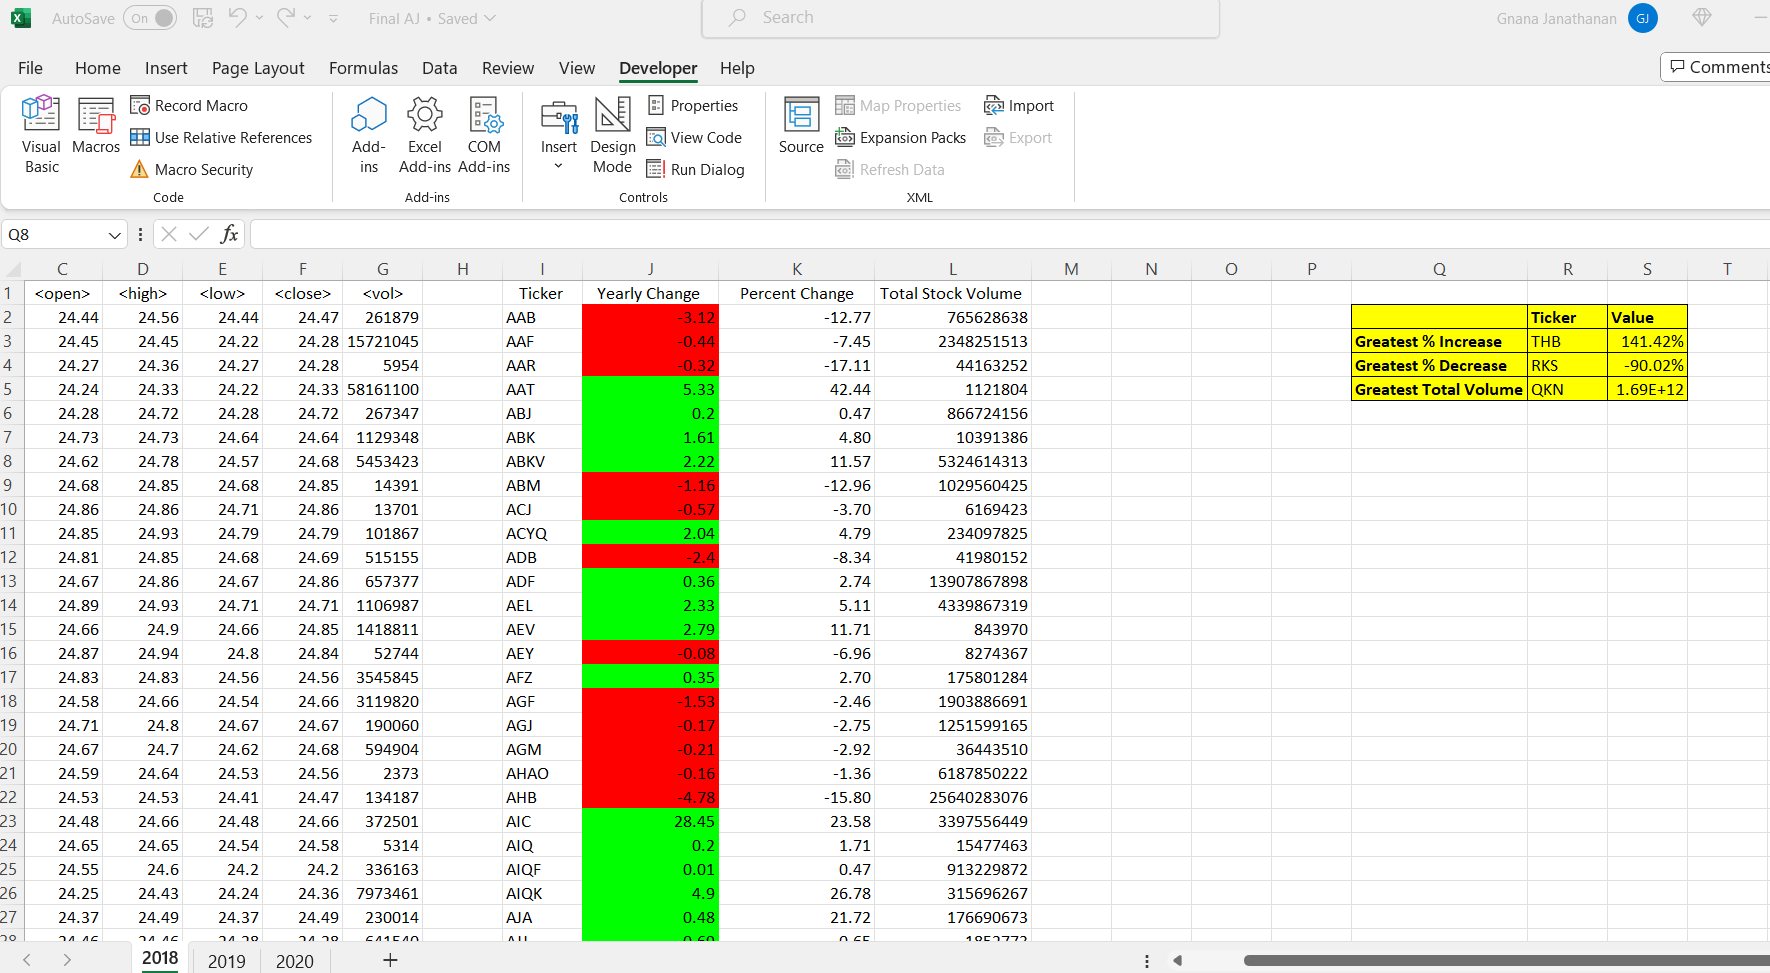 AutoSave On Final AJ • Saved Search Gnana Janathanan GJ
File Home Insert Page Layout Formulas Data Review View Developer Help Comments
Visual Basic
Macros
Record Macro
Use Relative References
Macro Security
Code
Add-ins
Excel Add-ins
COM Add-ins
Add-ins
Insert
Design Mode
Properties
View Code
Run Dialog
Controls
Source
Map Properties
Expansion Packs
Refresh Data
Import
Export
XML
Q8 fx
C D E F G H I J K L M N O P Q R S T
1 <open> <high> <low> <close> <vol> Ticker Yearly Change Percent Change Total Stock Volume
2 24.44 24.56 24.44 24.47 261879 AAB -3.12 -12.77 765628638 Ticker Value
3 24.45 24.45 24.22 24.28 15721045 AAF -0.44 -7.45 2348251513 Greatest % Increase THB 141.42%
4 24.27 24.36 24.27 24.28 5954 AAR -0.32 -17.11 44163252 Greatest % Decrease RKS -90.02%
5 24.24 24.33 24.22 24.33 58161100 AAT 5.33 42.44 1121804 Greatest Total Volume QKN 1.69E+12
6 24.28 24.72 24.28 24.72 267347 ABJ 0.2 0.47 866724156
7 24.73 24.73 24.64 24.64 1129348 ABK 1.61 4.80 10391386
8 24.62 24.78 24.57 24.68 5453423 ABKV 2.22 11.57 5324614313
9 24.68 24.85 24.68 24.85 14391 ABM -1.16 -12.96 1029560425
10 24.86 24.86 24.71 24.86 13701 ACJ -0.57 -3.70 6169423
11 24.85 24.93 24.79 24.79 101867 ACYQ 2.04 4.79 234097825
12 24.81 24.85 24.68 24.69 515155 ADB -2.4 -8.34 41980152
13 24.67 24.86 24.67 24.86 657377 ADF 0.36 2.74 13907867898
14 24.89 24.93 24.71 24.71 1106987 AEL 2.33 5.11 4339867319
15 24.66 24.9 24.66 24.85 1418811 AEV 2.79 11.71 843970
16 24.87 24.94 24.8 24.84 52744 AEY -0.08 -6.96 8274367
17 24.83 24.83 24.56 24.56 3545845 AFZ 0.35 2.70 175801284
18 24.58 24.66 24.54 24.66 3119820 AGF -1.53 -2.46 1903886691
19 24.71 24.8 24.67 24.67 190060 AGJ -0.17 -2.75 1251599165
20 24.67 24.7 24.62 24.68 594904 AGM -0.21 -2.92 36443510
21 24.59 24.64 24.53 24.56 2373 AHAO -0.16 -1.36 6187850222
22 24.53 24.53 24.41 24.47 134187 AHB -4.78 -15.80 25640283076
23 24.48 24.66 24.48 24.66 372501 AIC 28.45 23.58 3397556449
24 24.65 24.65 24.54 24.58 5314 AIQ 0.2 1.71 15477463
25 24.55 24.6 24.2 24.2 336163 AIQF 0.01 0.47 913229872
26 24.25 24.43 24.24 24.36 7973461 AIQK 4.9 26.78 315696267
27 24.37 24.49 24.37 24.49 230014 AJA 0.48 21.72 176690673
2018 2019 2020